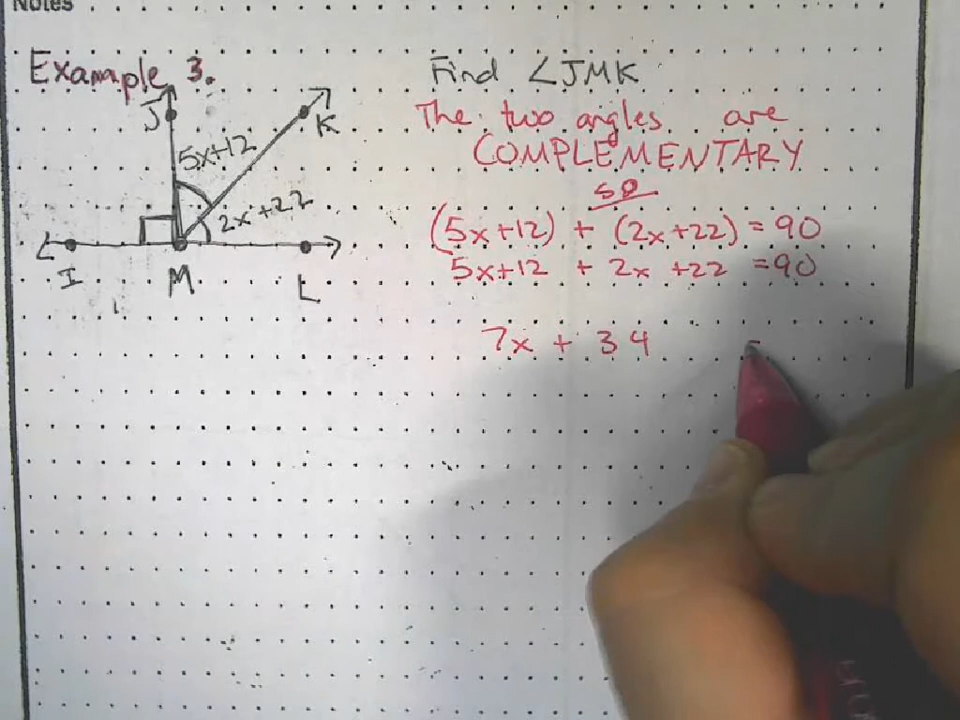 Notes
Example 3.
Find ∠JMK
J
K
5x+12
2x+22
I
M
L
The two angles are
COMPLEMENTARY
so
(5x+12) + (2x+22) = 90
5x+12 + 2x +22 =90
7x + 34